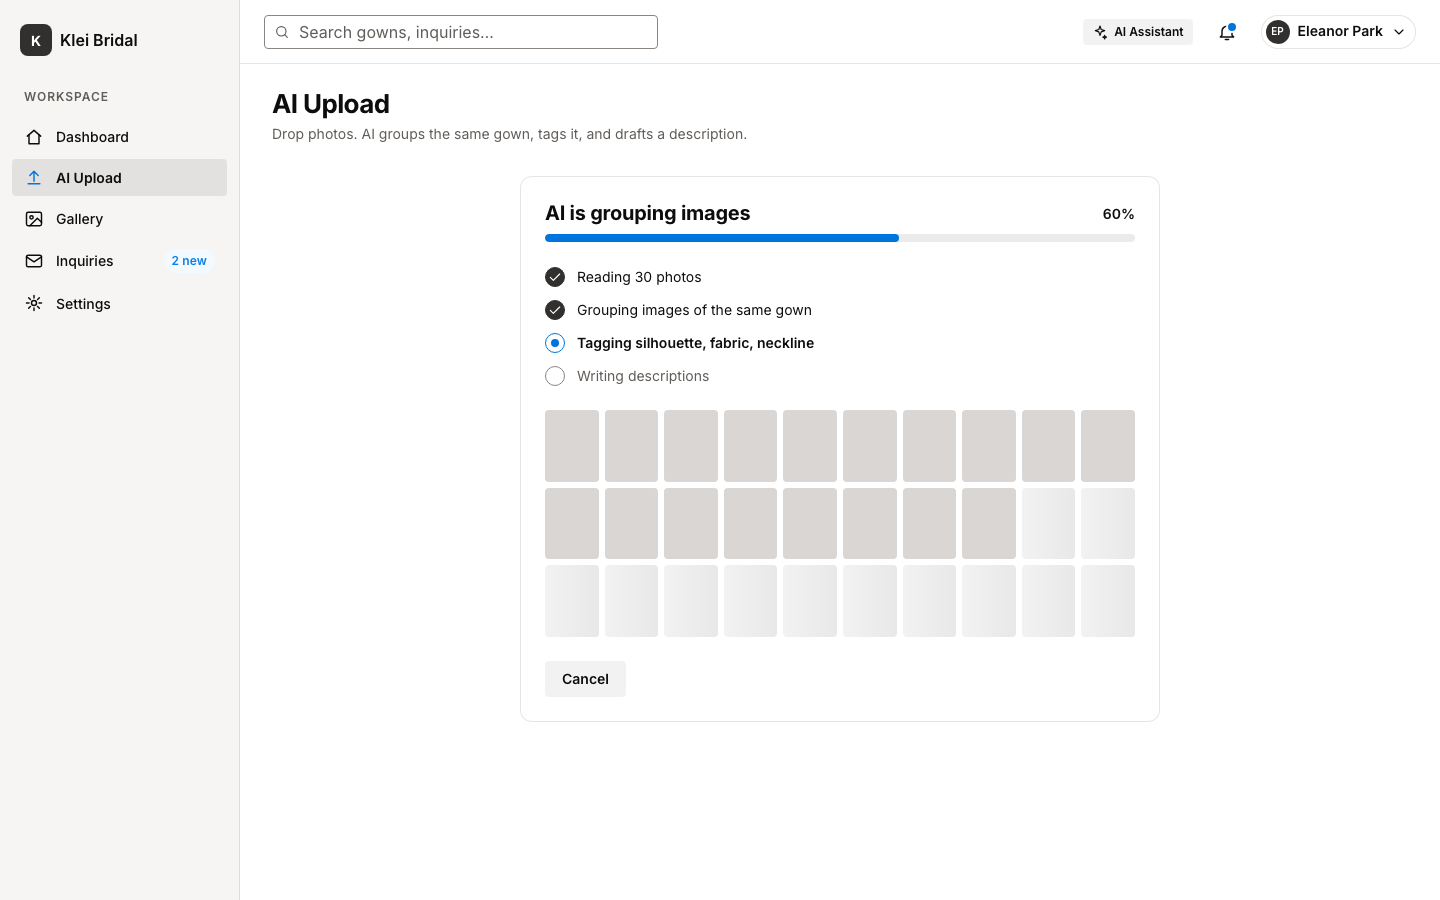 K
Klei Bridal
Search gowns, inquiries...
AI Assistant
EP
Eleanor Park
WORKSPACE
Dashboard
AI Upload
Gallery
Inquiries
2 new
Settings
AI Upload
Drop photos. AI groups the same gown, tags it, and drafts a description.
AI is grouping images
60%
Reading 30 photos
Grouping images of the same gown
Tagging silhouette, fabric, neckline
Writing descriptions
Cancel